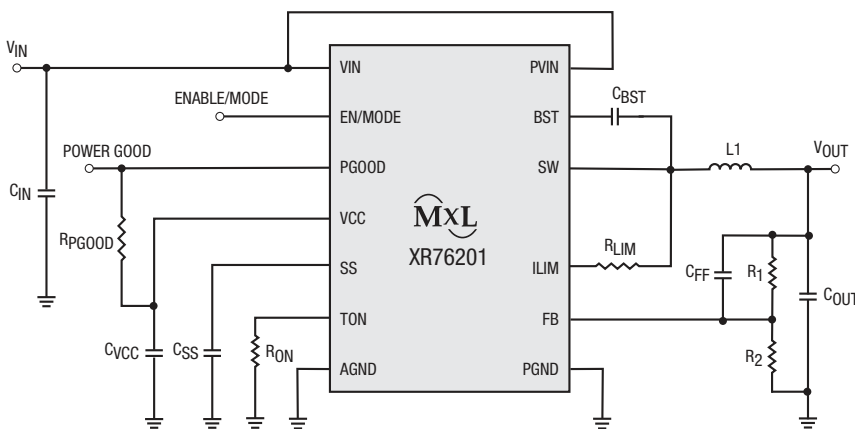 VIN
ENABLE/MODE
POWER GOOD
CIN
RPGOOD
CVCC
CSS
RON
VIN
EN/MODE
PGOOD
VCC
SS
TON
AGND
MXL
XR76201
PVIN
BST
SW
ILIM
FB
PGND
CBST
L1
VOUT
RLIM
CFF
R1
COUT
R2